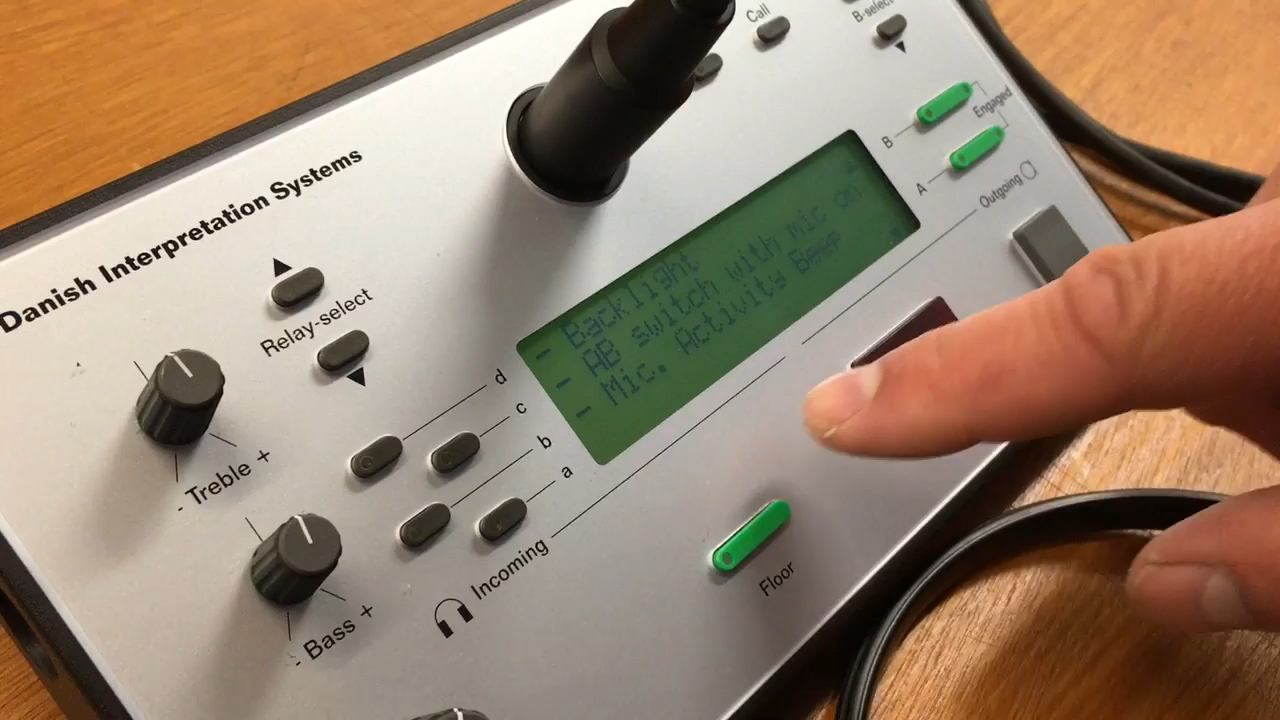 Call
B-select
Engaged
B
A
Outgoing
Danish Interpretation Systems
- Backlight
- AB switch with Mic on
- Mic. Activity Beep
Relay-select
d
c
b
a
- Treble +
Incoming
Floor
- Bass +